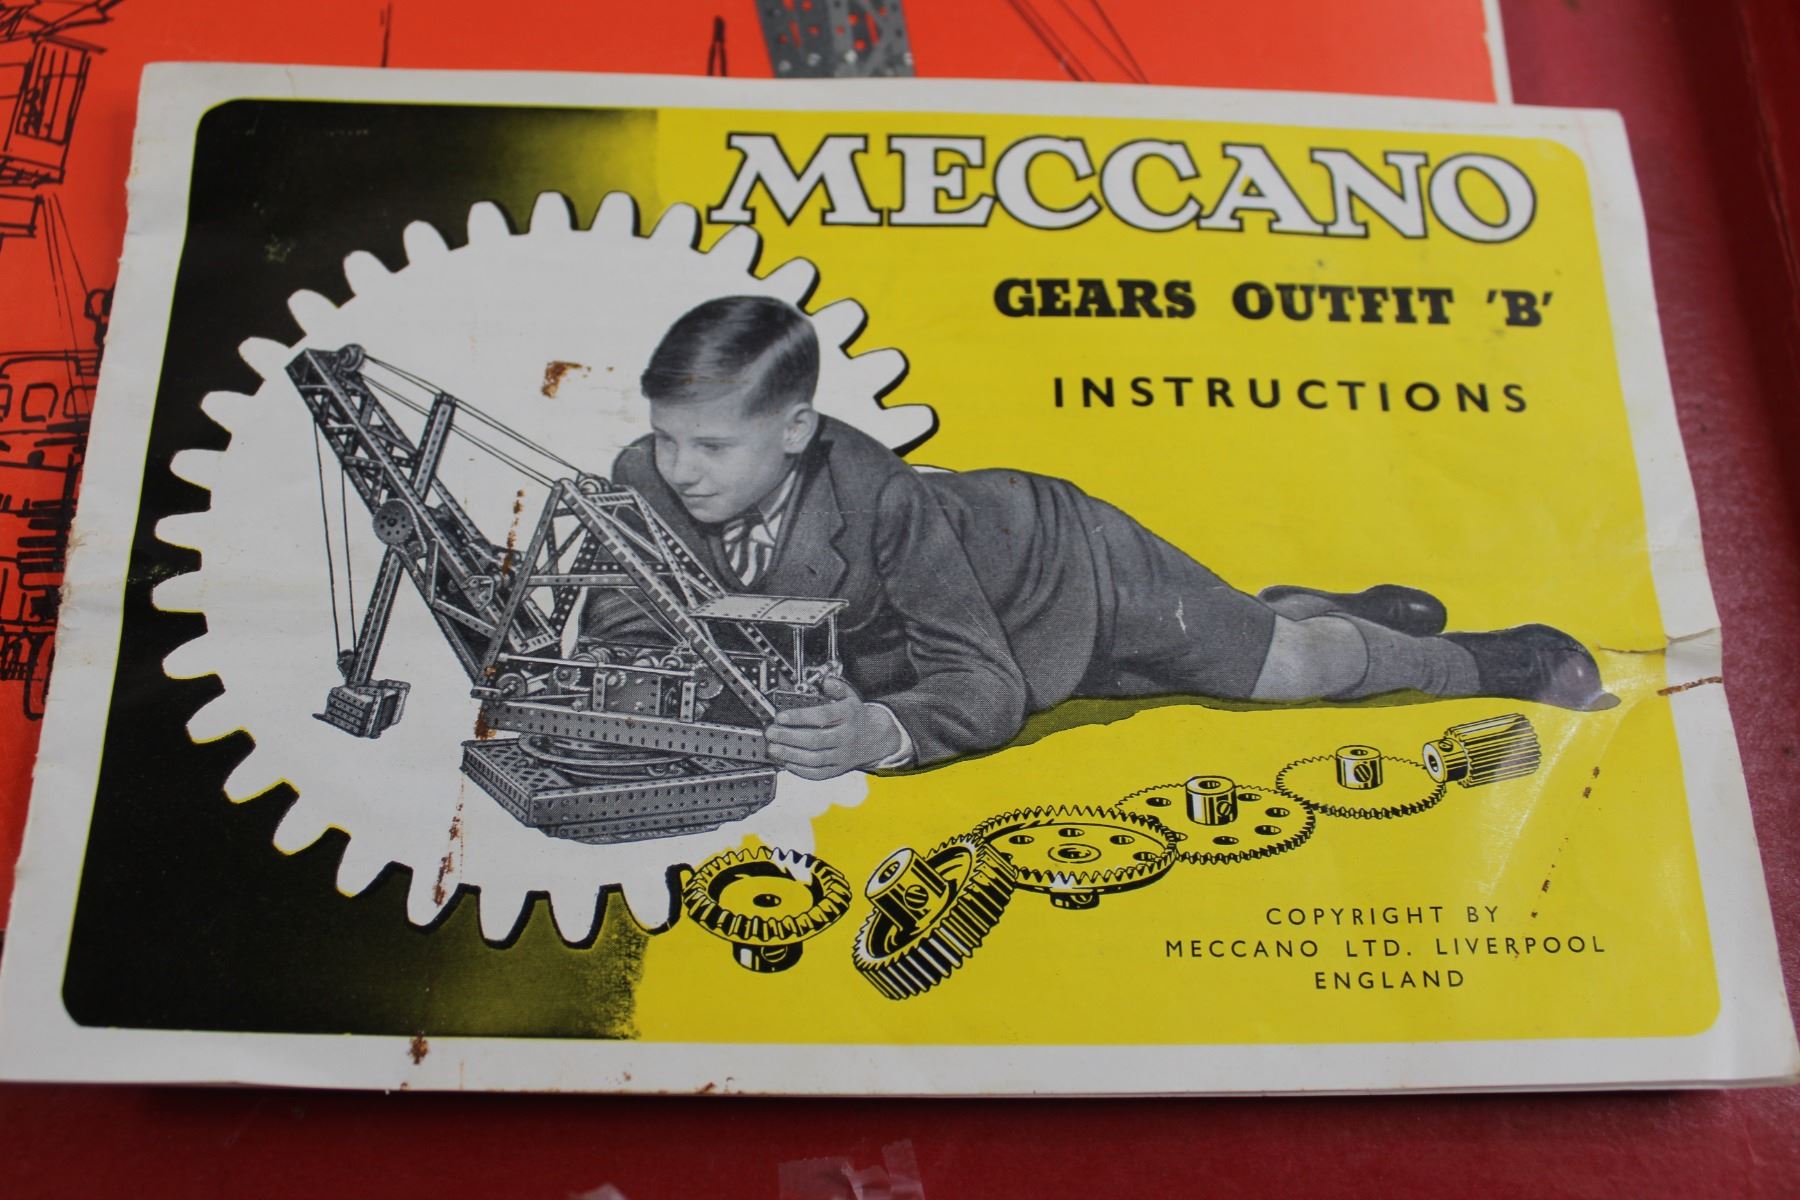 MECCANO
GEARS OUTFIT 'B'
INSTRUCTIONS
COPYRIGHT BY
MECCANO LTD. LIVERPOOL
ENGLAND